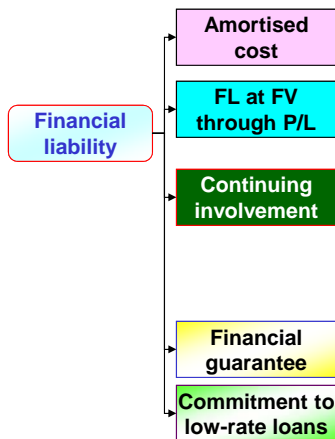 Amortised
cost
FL at FV
through P/L
Financial
liability
Continuing
involvement
Financial
guarantee
Commitment to
low-rate loans